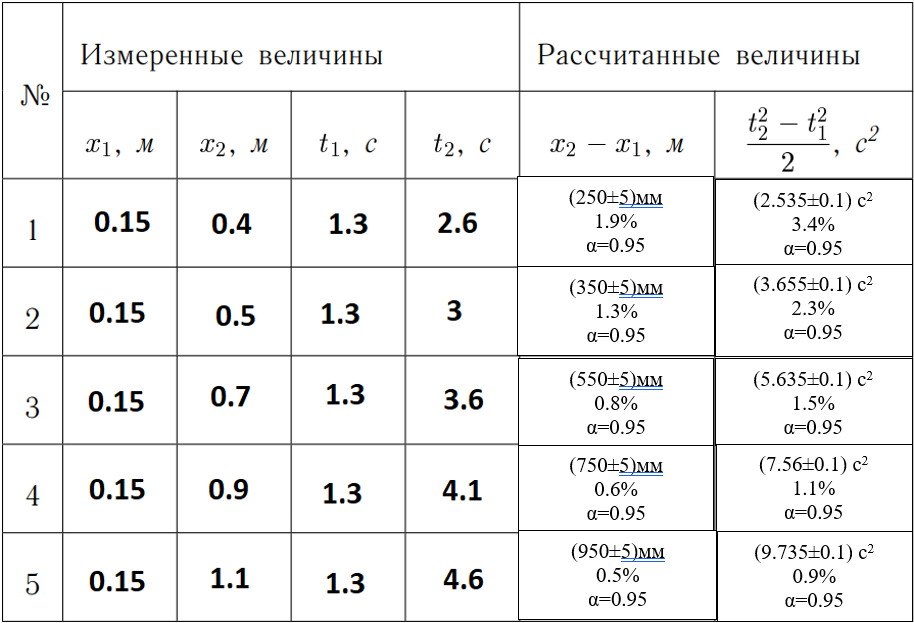 № Измеренные величины Рассчитанные величины
x₁, м x₂, м t₁, с t₂, с x₂ − x₁, м (t₂² − t₁²)/2, с²
1 0.15 0.4 1.3 2.6 (250±5)мм (2.535±0.1) с²
1.9% 3.4%
α=0.95 α=0.95
2 0.15 0.5 1.3 3 (350±5)мм (3.655±0.1) с²
1.3% 2.3%
α=0.95 α=0.95
3 0.15 0.7 1.3 3.6 (550±5)мм (5.635±0.1) с²
0.8% 1.5%
α=0.95 α=0.95
4 0.15 0.9 1.3 4.1 (750±5)мм (7.56±0.1) с²
0.6% 1.1%
α=0.95 α=0.95
5 0.15 1.1 1.3 4.6 (950±5)мм (9.735±0.1) с²
0.5% 0.9%
α=0.95 α=0.95